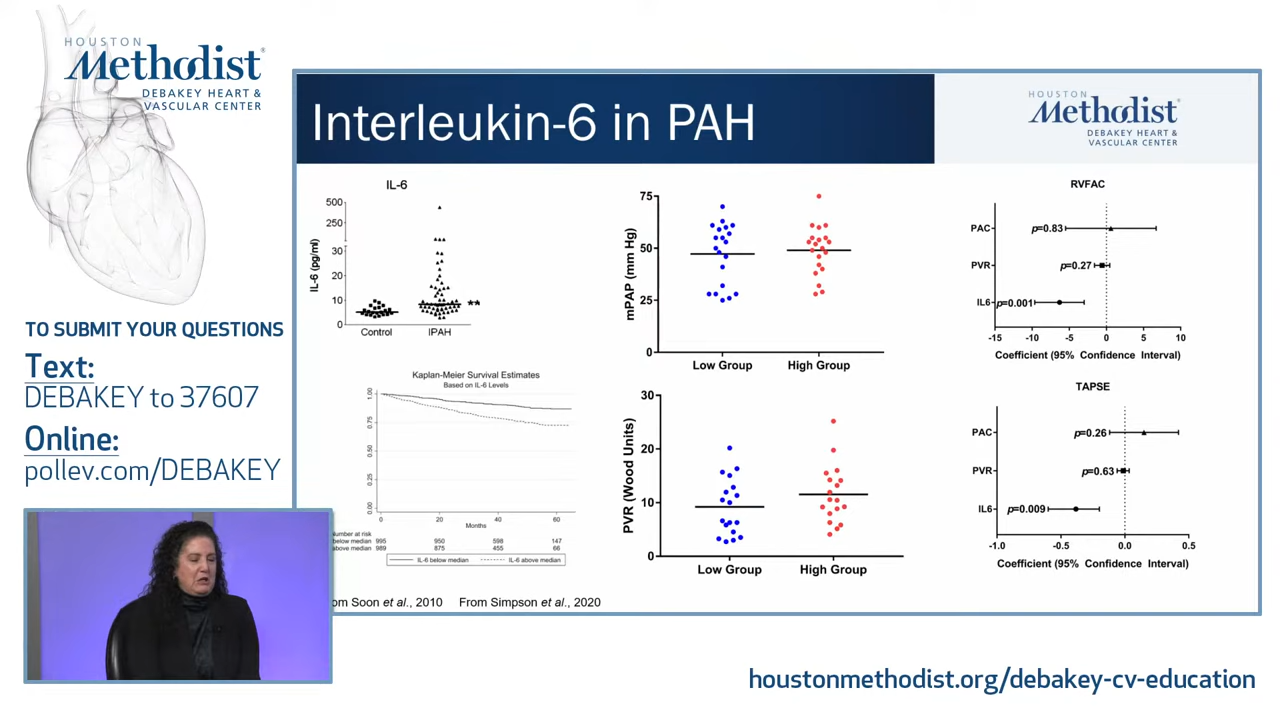 HOUSTON
Methodist®
DEBAKEY HEART &
VASCULAR CENTER
TO SUBMIT YOUR QUESTIONS
Text:
DEBAKEY to 37607
Online:
pollev.com/DEBAKEY
Interleukin-6 in PAH
HOUSTON
Methodist®
DEBAKEY HEART &
VASCULAR CENTER
IL-6
IL-6 (pg/ml)
500
250
30
20
10
0
**
Control IPAH
Kaplan-Meier Survival Estimates
Based on IL-6 Levels
1.00
0.75
0.50
0.25
0.00
0 20 40 60
Months
Number at risk
below median 995 950 598 147
above median 989 875 455 66
IL-6 below median IL-6 above median
om Soon et al., 2010 From Simpson et al., 2020
mPAP (mm Hg)
75
50
25
0
Low Group High Group
PVR (Wood Units)
30
20
10
0
Low Group High Group
RVFAC
PAC p=0.83
PVR p=0.27
IL6 p=0.001
-15 -10 -5 0 5 10
Coefficient (95% Confidence Interval)
TAPSE
PAC p=0.26
PVR p=0.63
IL6 p=0.009
-1.0 -0.5 0.0 0.5
Coefficient (95% Confidence Interval)
houstonmethodist.org/debakey-cv-education